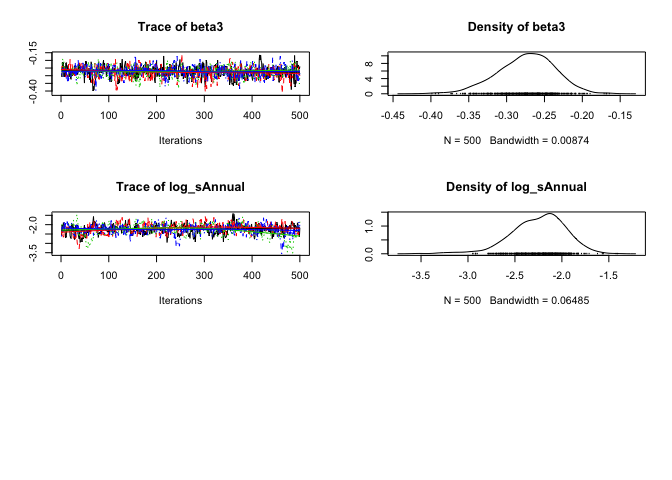 Trace of beta3
-0.15
-0.40
0 100 200 300 400 500
Iterations
Density of beta3
8
4
0
-0.45 -0.40 -0.35 -0.30 -0.25 -0.20 -0.15
N = 500 Bandwidth = 0.00874
Trace of log_sAnnual
-2.0
-3.5
0 100 200 300 400 500
Iterations
Density of log_sAnnual
1.0
0.0
-3.5 -3.0 -2.5 -2.0 -1.5
N = 500 Bandwidth = 0.06485